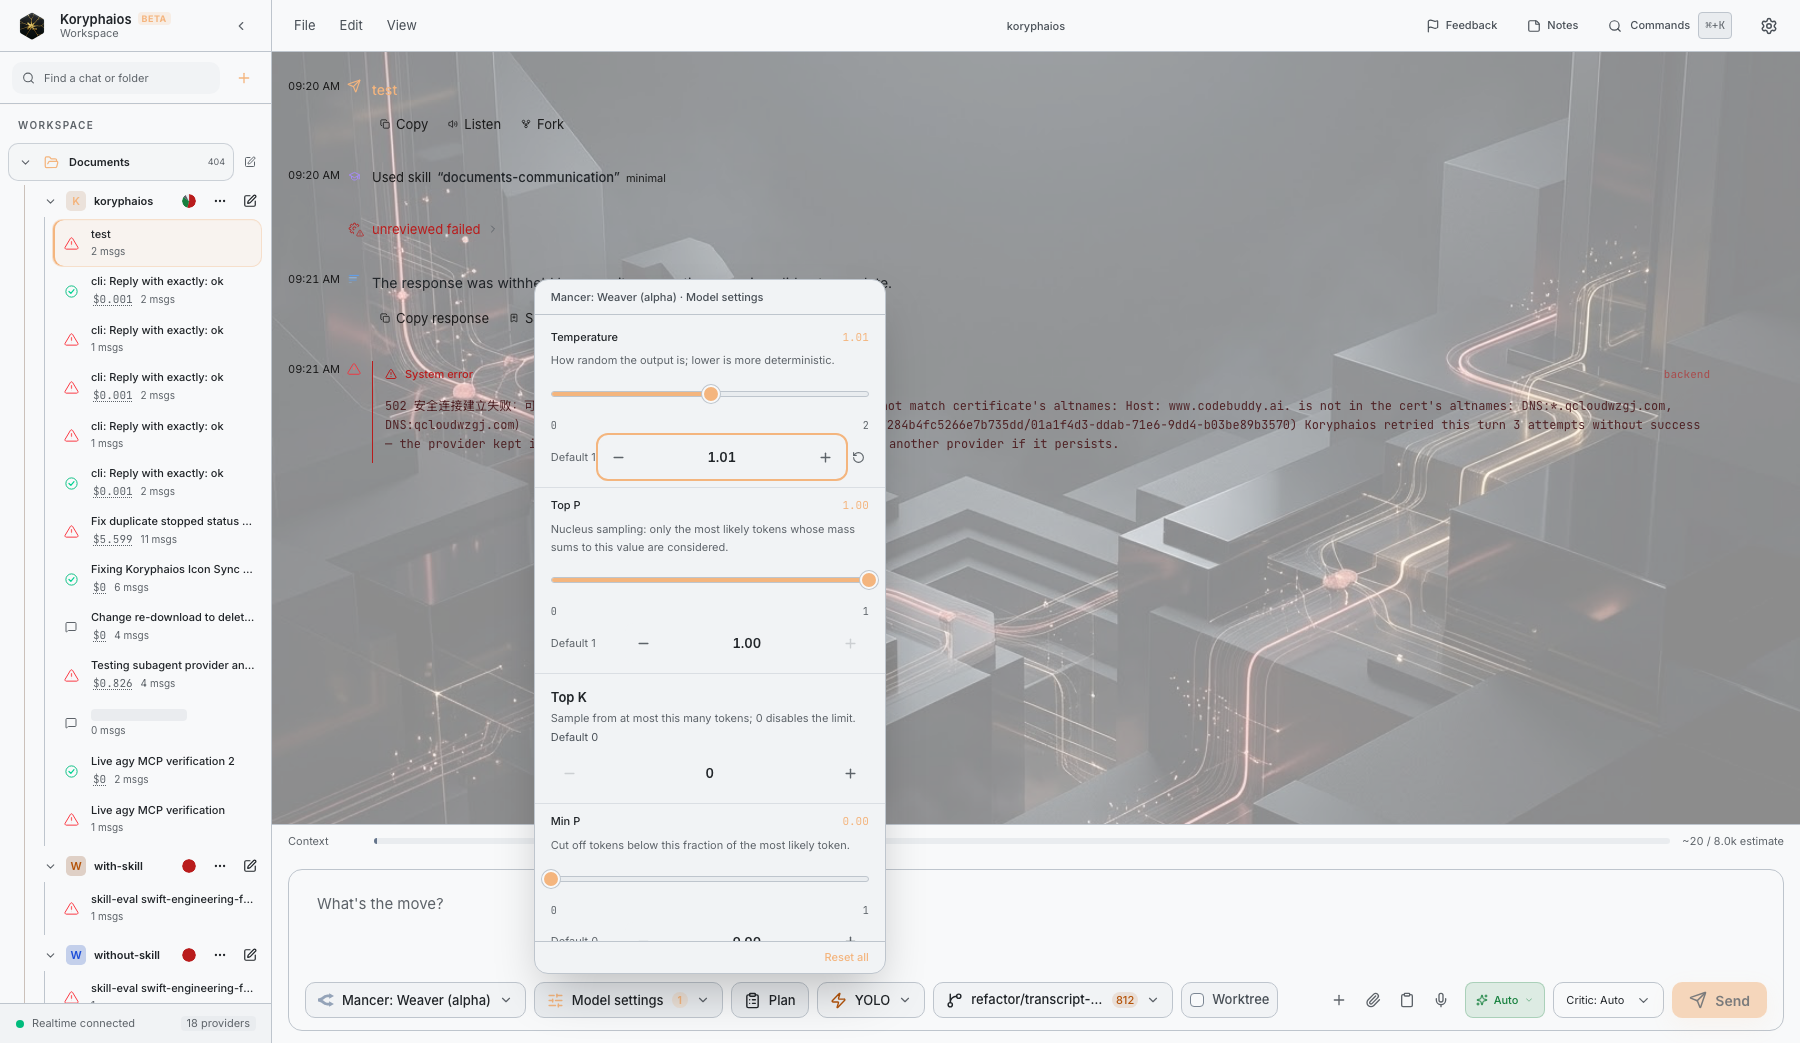 Koryphaios BETA
Workspace
File Edit View
koryphaios
Feedback Notes Commands ⌘+K
Find a chat or folder
WORKSPACE
Documents 404
K koryphaios
test
2 msgs
cli: Reply with exactly: ok
$0.001 2 msgs
cli: Reply with exactly: ok
1 msgs
cli: Reply with exactly: ok
$0.001 2 msgs
cli: Reply with exactly: ok
1 msgs
cli: Reply with exactly: ok
$0.001 2 msgs
Fix duplicate stopped status ...
$5.599 11 msgs
Fixing Koryphaios Icon Sync ...
$0 6 msgs
Change re-download to delet...
$0 4 msgs
Testing subagent provider an...
$0.826 4 msgs
0 msgs
Live agy MCP verification 2
$0 2 msgs
Live agy MCP verification
1 msgs
W with-skill
skill-eval swift-engineering-f...
1 msgs
W without-skill
skill-eval swift-engineering-f...
Realtime connected 18 providers
09:20 AM test
Copy Listen Fork
09:20 AM Used skill “documents-communication” minimal
unreviewed failed
09:21 AM The response was withhe
Copy response S
09:21 AM System error backend
502 安全连接建立失败: 可 not match certificate's altnames: Host: www.codebuddy.ai. is not in the cert's altnames: DNS:*.qcloudwzgj.com,
DNS:qcloudwzgj.com) 284b4fc5266e7b735dd/01a1f4d3-ddab-71e6-9dd4-b03be89b3570) Koryphaios retried this turn 3 attempts without success
— the provider kept another provider if it persists.
Mancer: Weaver (alpha) · Model settings
Temperature 1.01
How random the output is; lower is more deterministic.
0 2
Default 1 − 1.01 +
Top P 1.00
Nucleus sampling: only the most likely tokens whose mass
sums to this value are considered.
0 1
Default 1 − 1.00 +
Top K
Sample from at most this many tokens; 0 disables the limit.
Default 0
− 0 +
Min P 0.00
Cut off tokens below this fraction of the most likely token.
0 1
Default 0 0.00
Reset all
Context ~20 / 8.0k estimate
What's the move?
Mancer: Weaver (alpha) Model settings 1 Plan YOLO refactor/transcript-... 812 Worktree Auto Critic: Auto Send